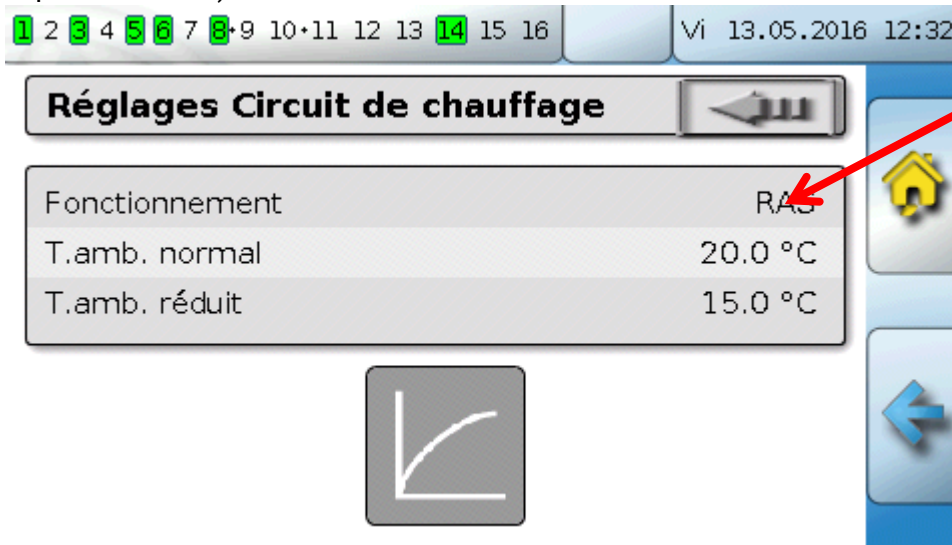 1 2 3 4 5 6 7 8•9 10•11 12 13 14 15 16 Vi 13.05.2016 12:32
Réglages Circuit de chauffage
Fonctionnement RAS
T.amb. normal 20.0 °C
T.amb. réduit 15.0 °C